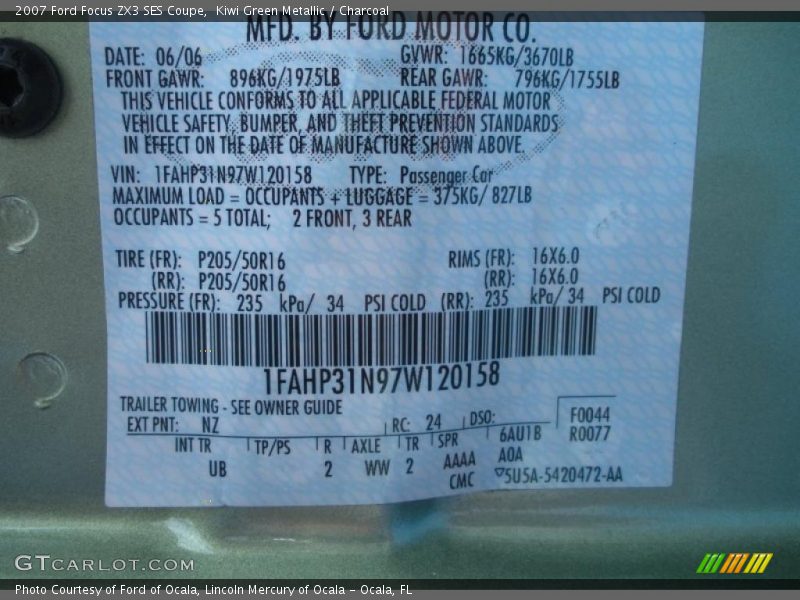 2007 Ford Focus ZX3 SES Coupe,  Kiwi Green Metallic / Charcoal
MFD. BY FORD MOTOR CO.
DATE: 06/06 GVWR: 1665KG/3670LB
FRONT GAWR: 896KG/1975LB REAR GAWR: 796KG/1755LB
THIS VEHICLE CONFORMS TO ALL APPLICABLE FEDERAL MOTOR
VEHICLE SAFETY, BUMPER, AND THEFT PREVENTION STANDARDS
IN EFFECT ON THE DATE OF MANUFACTURE SHOWN ABOVE.
VIN: 1FAHP31N97W120158 TYPE: Passenger Car
MAXIMUM LOAD = OCCUPANTS + LUGGAGE = 375KG/ 827LB
OCCUPANTS = 5 TOTAL; 2 FRONT, 3 REAR
TIRE (FR): P205/50R16 RIMS (FR): 16X6.0
(RR): P205/50R16 (RR): 16X6.0
PRESSURE (FR): 235 kPa/ 34 PSI COLD (RR): 235 kPa/ 34 PSI COLD
1FAHP31N97W120158
TRAILER TOWING - SEE OWNER GUIDE
EXT PNT: NZ RC: 24 DSO: F0044
INT TR TP/PS R AXLE TR SPR 6AU1B R0077
UB 2 WW 2 AAAA AOA
CMC ▽5U5A-5420472-AA
GTCARLOT.COM
Photo Courtesy of Ford of Ocala, Lincoln Mercury of Ocala - Ocala, FL